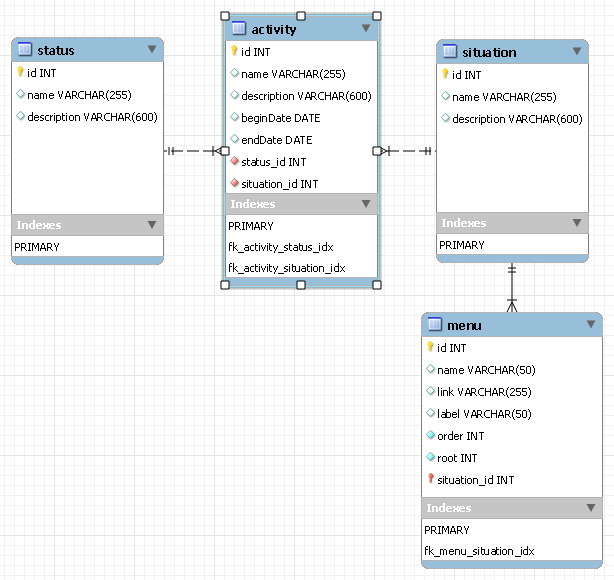 status
id INT
name VARCHAR(255)
description VARCHAR(600)
Indexes
PRIMARY
activity
id INT
name VARCHAR(255)
description VARCHAR(600)
beginDate DATE
endDate DATE
status_id INT
situation_id INT
Indexes
PRIMARY
fk_activity_status_idx
fk_activity_situation_idx
situation
id INT
name VARCHAR(255)
description VARCHAR(600)
Indexes
PRIMARY
menu
id INT
name VARCHAR(50)
link VARCHAR(255)
label VARCHAR(50)
order INT
root INT
situation_id INT
Indexes
PRIMARY
fk_menu_situation_idx